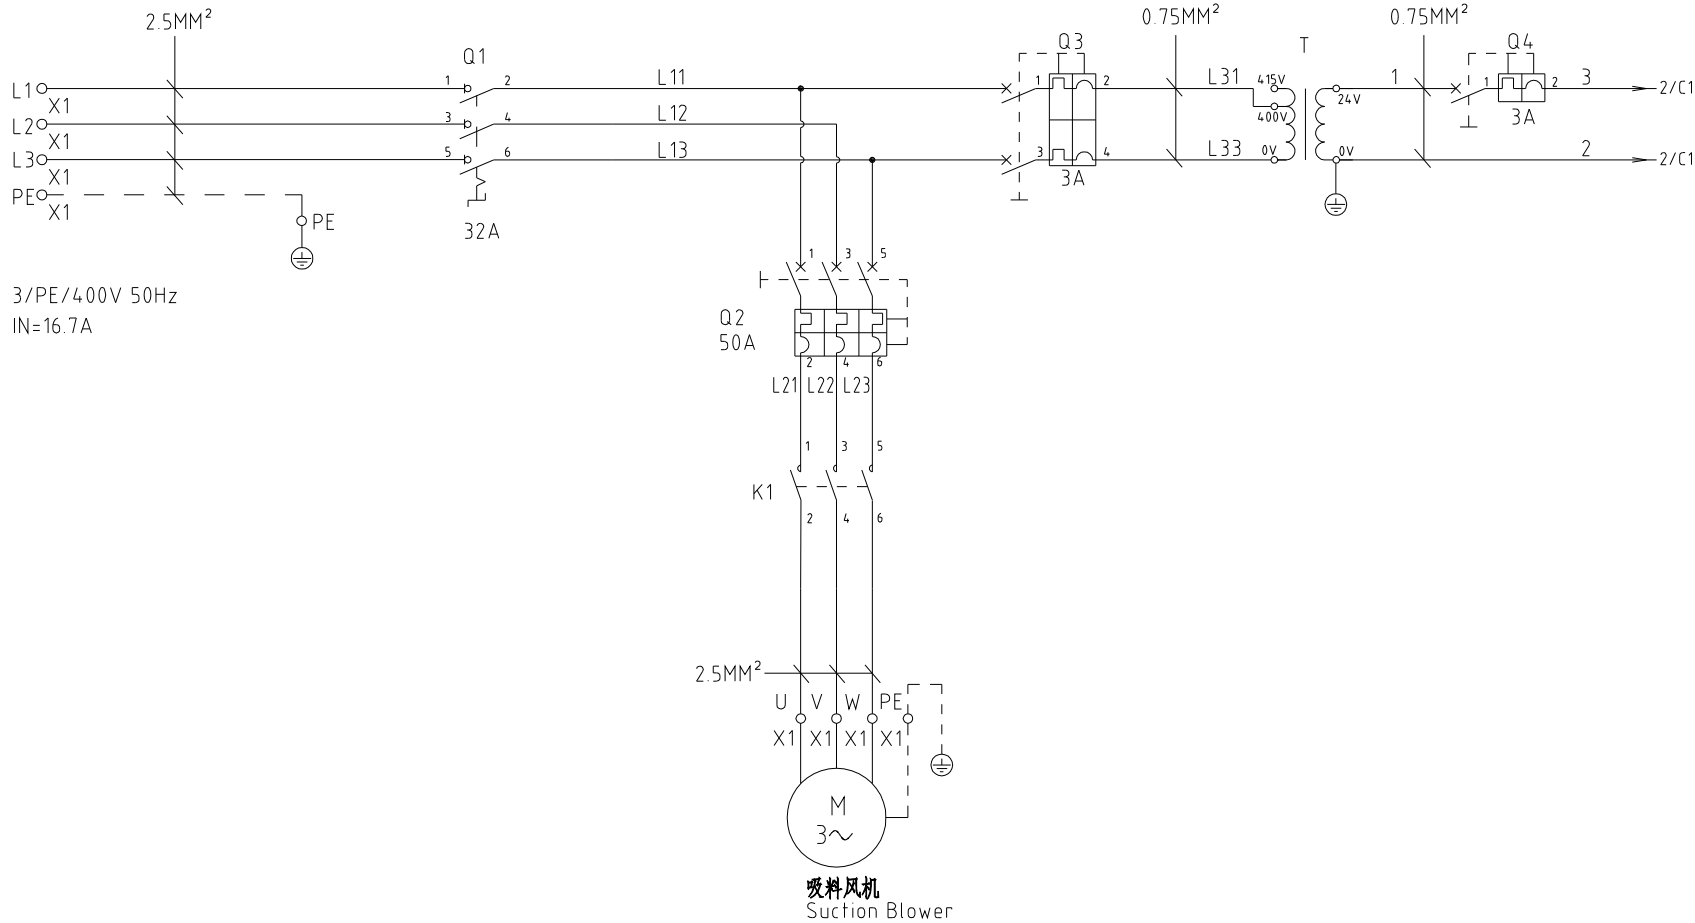 2.5MM²
0.75MM²
0.75MM²
Q1
Q3
T
Q4
L1 X1
1 2
L11
1 2
L31
415V
400V
24V
1
1 2
3
2/C1
L2 X1
3 4
L12
3A
L3 X1
5 6
L13
3 4
L33
0V
0V
2
2/C1
3A
PE X1
PE
32A
1 3 5
3/PE/400V 50Hz
IN=16.7A
Q2
50A
2 4 6
L21 L22 L23
1 3 5
K1
2 4 6
2.5MM²
U V W PE
X1 X1 X1 X1
M
3~
吸料风机
Suction Blower